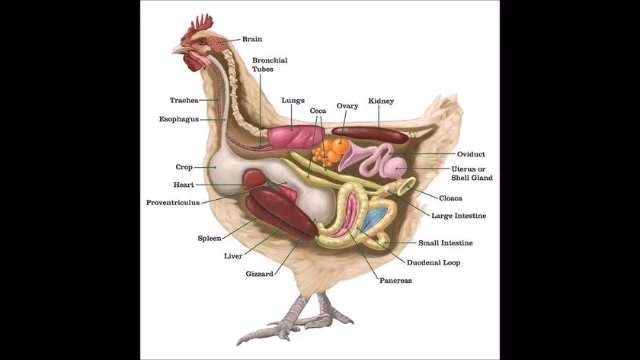 Brain
Bronchial
Tubes
Trachea
Esophagus
Lungs
Ceca
Ovary
Kidney
Crop
Heart
Proventriculus
Oviduct
Uterus or
Shell Gland
Cloaca
Large Intestine
Spleen
Liver
Gizzard
Small Intestine
Duodenal Loop
Pancreas